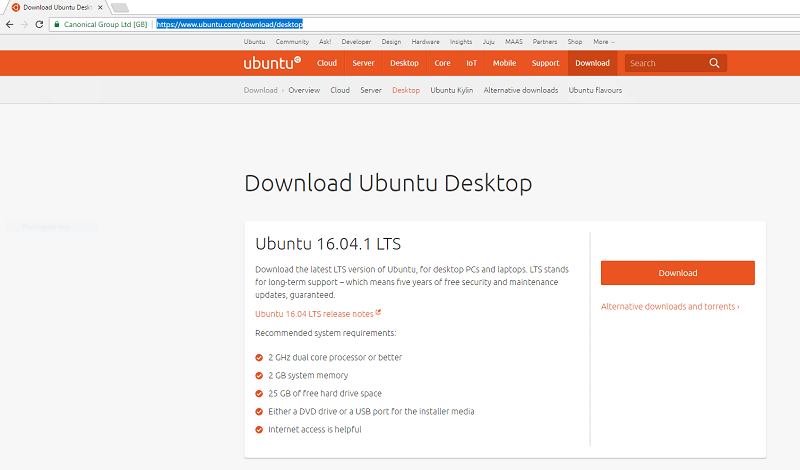 Download Ubuntu Deskt
Canonical Group Ltd [GB] https://www.ubuntu.com/download/desktop
Ubuntu Community Ask! Developer Design Hardware Insights Juju MAAS Partners Shop More
ubuntu Cloud Server Desktop Core IoT Mobile Support Download Search
Download › Overview Cloud Server Desktop Ubuntu Kylin Alternative downloads Ubuntu flavours
Download Ubuntu Desktop
Ubuntu 16.04.1 LTS
Download the latest LTS version of Ubuntu, for desktop PCs and laptops. LTS stands
for long-term support – which means five years of free security and maintenance
updates, guaranteed.
Ubuntu 16.04 LTS release notes
Recommended system requirements:
2 GHz dual core processor or better
2 GB system memory
25 GB of free hard drive space
Either a DVD drive or a USB port for the installer media
Internet access is helpful
Download
Alternative downloads and torrents ›